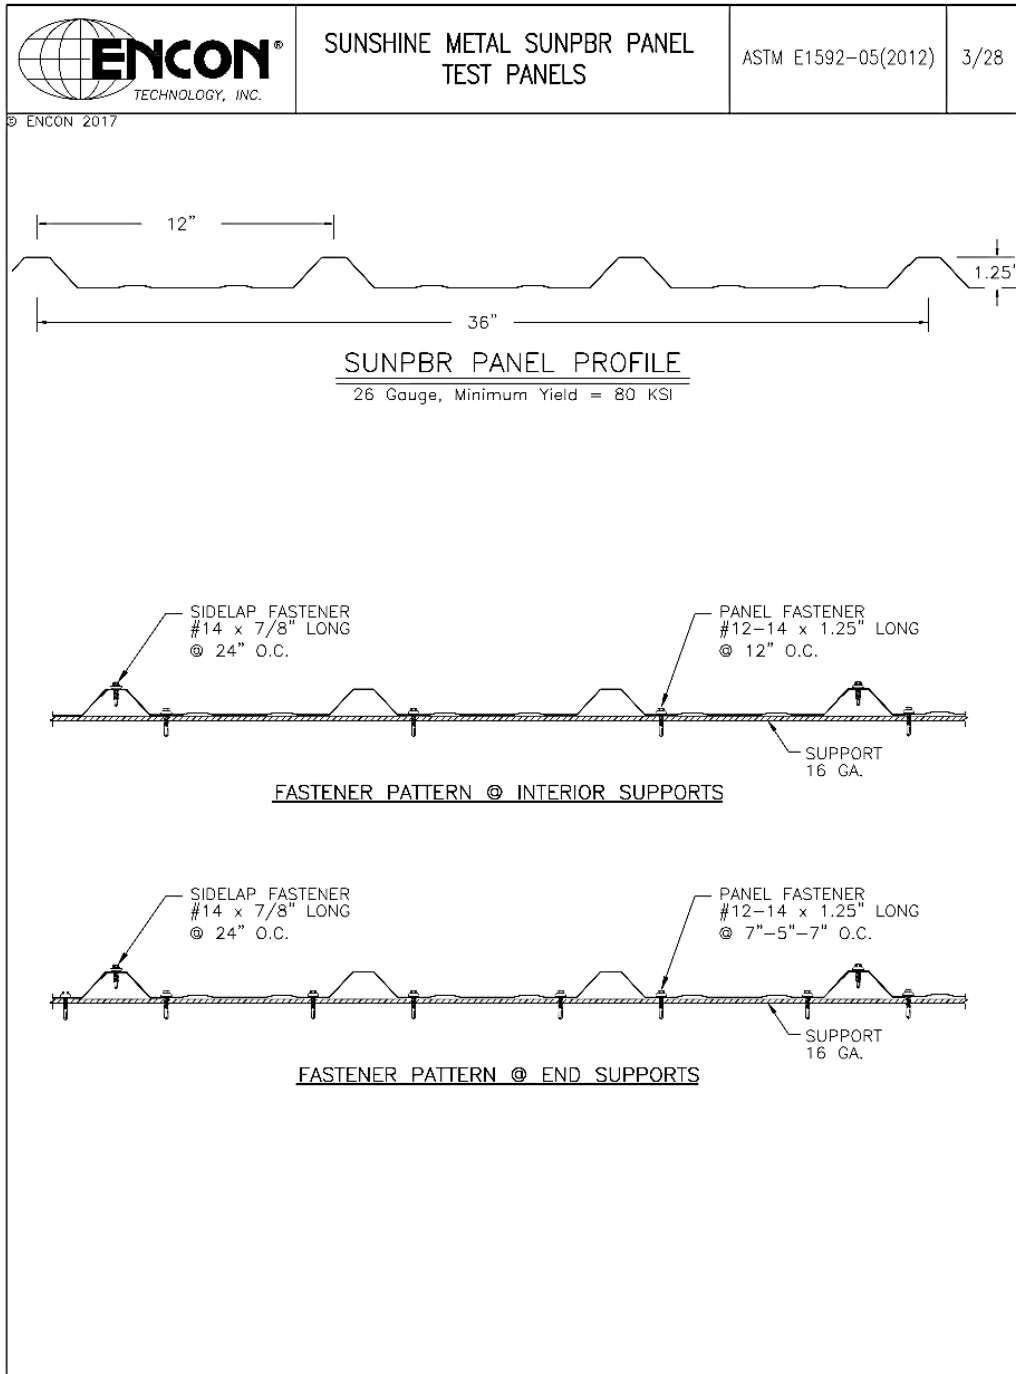 ENCON®
TECHNOLOGY, INC.
SUNSHINE METAL SUNPBR PANEL
TEST PANELS
ASTM E1592-05(2012)
3/28
© ENCON 2017
12"
1.25"
36"
SUNPBR PANEL PROFILE
26 Gauge, Minimum Yield = 80 KSI
SIDELAP FASTENER
#14 x 7/8" LONG
@ 24" O.C.
PANEL FASTENER
#12-14 x 1.25" LONG
@ 12" O.C.
SUPPORT
16 GA.
FASTENER PATTERN @ INTERIOR SUPPORTS
SIDELAP FASTENER
#14 x 7/8" LONG
@ 24" O.C.
PANEL FASTENER
#12-14 x 1.25" LONG
@ 7"-5"-7" O.C.
SUPPORT
16 GA.
FASTENER PATTERN @ END SUPPORTS